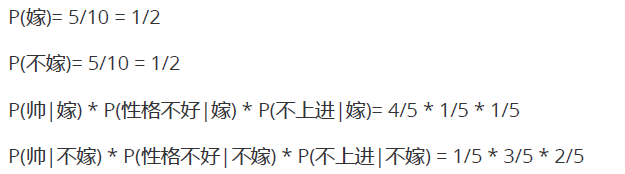 P(嫁)= 5/10 = 1/2
P(不嫁)= 5/10 = 1/2
P(帅|嫁) * P(性格不好|嫁) * P(不上进|嫁)= 4/5 * 1/5 * 1/5
P(帅|不嫁) * P(性格不好|不嫁) * P(不上进|不嫁) = 1/5 * 3/5 * 2/5